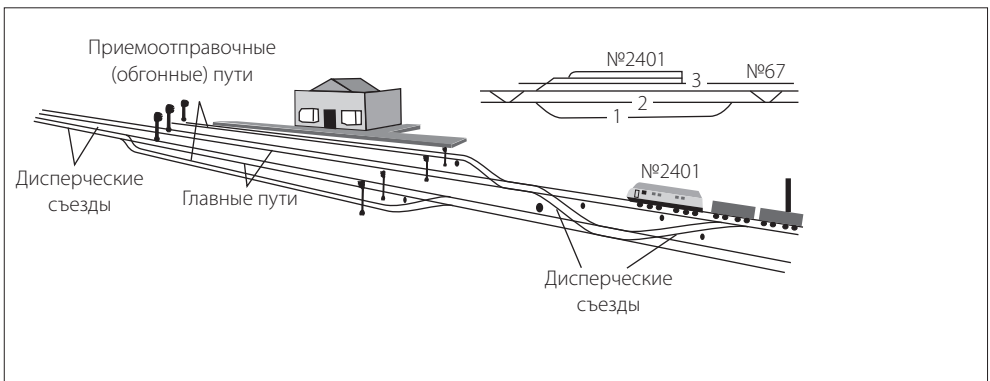 Приемоотправочные
(обгонные) пути
№2401
№67
3
2
1
№2401
Дисперческие
съезды
Главные пути
Дисперческие
съезды